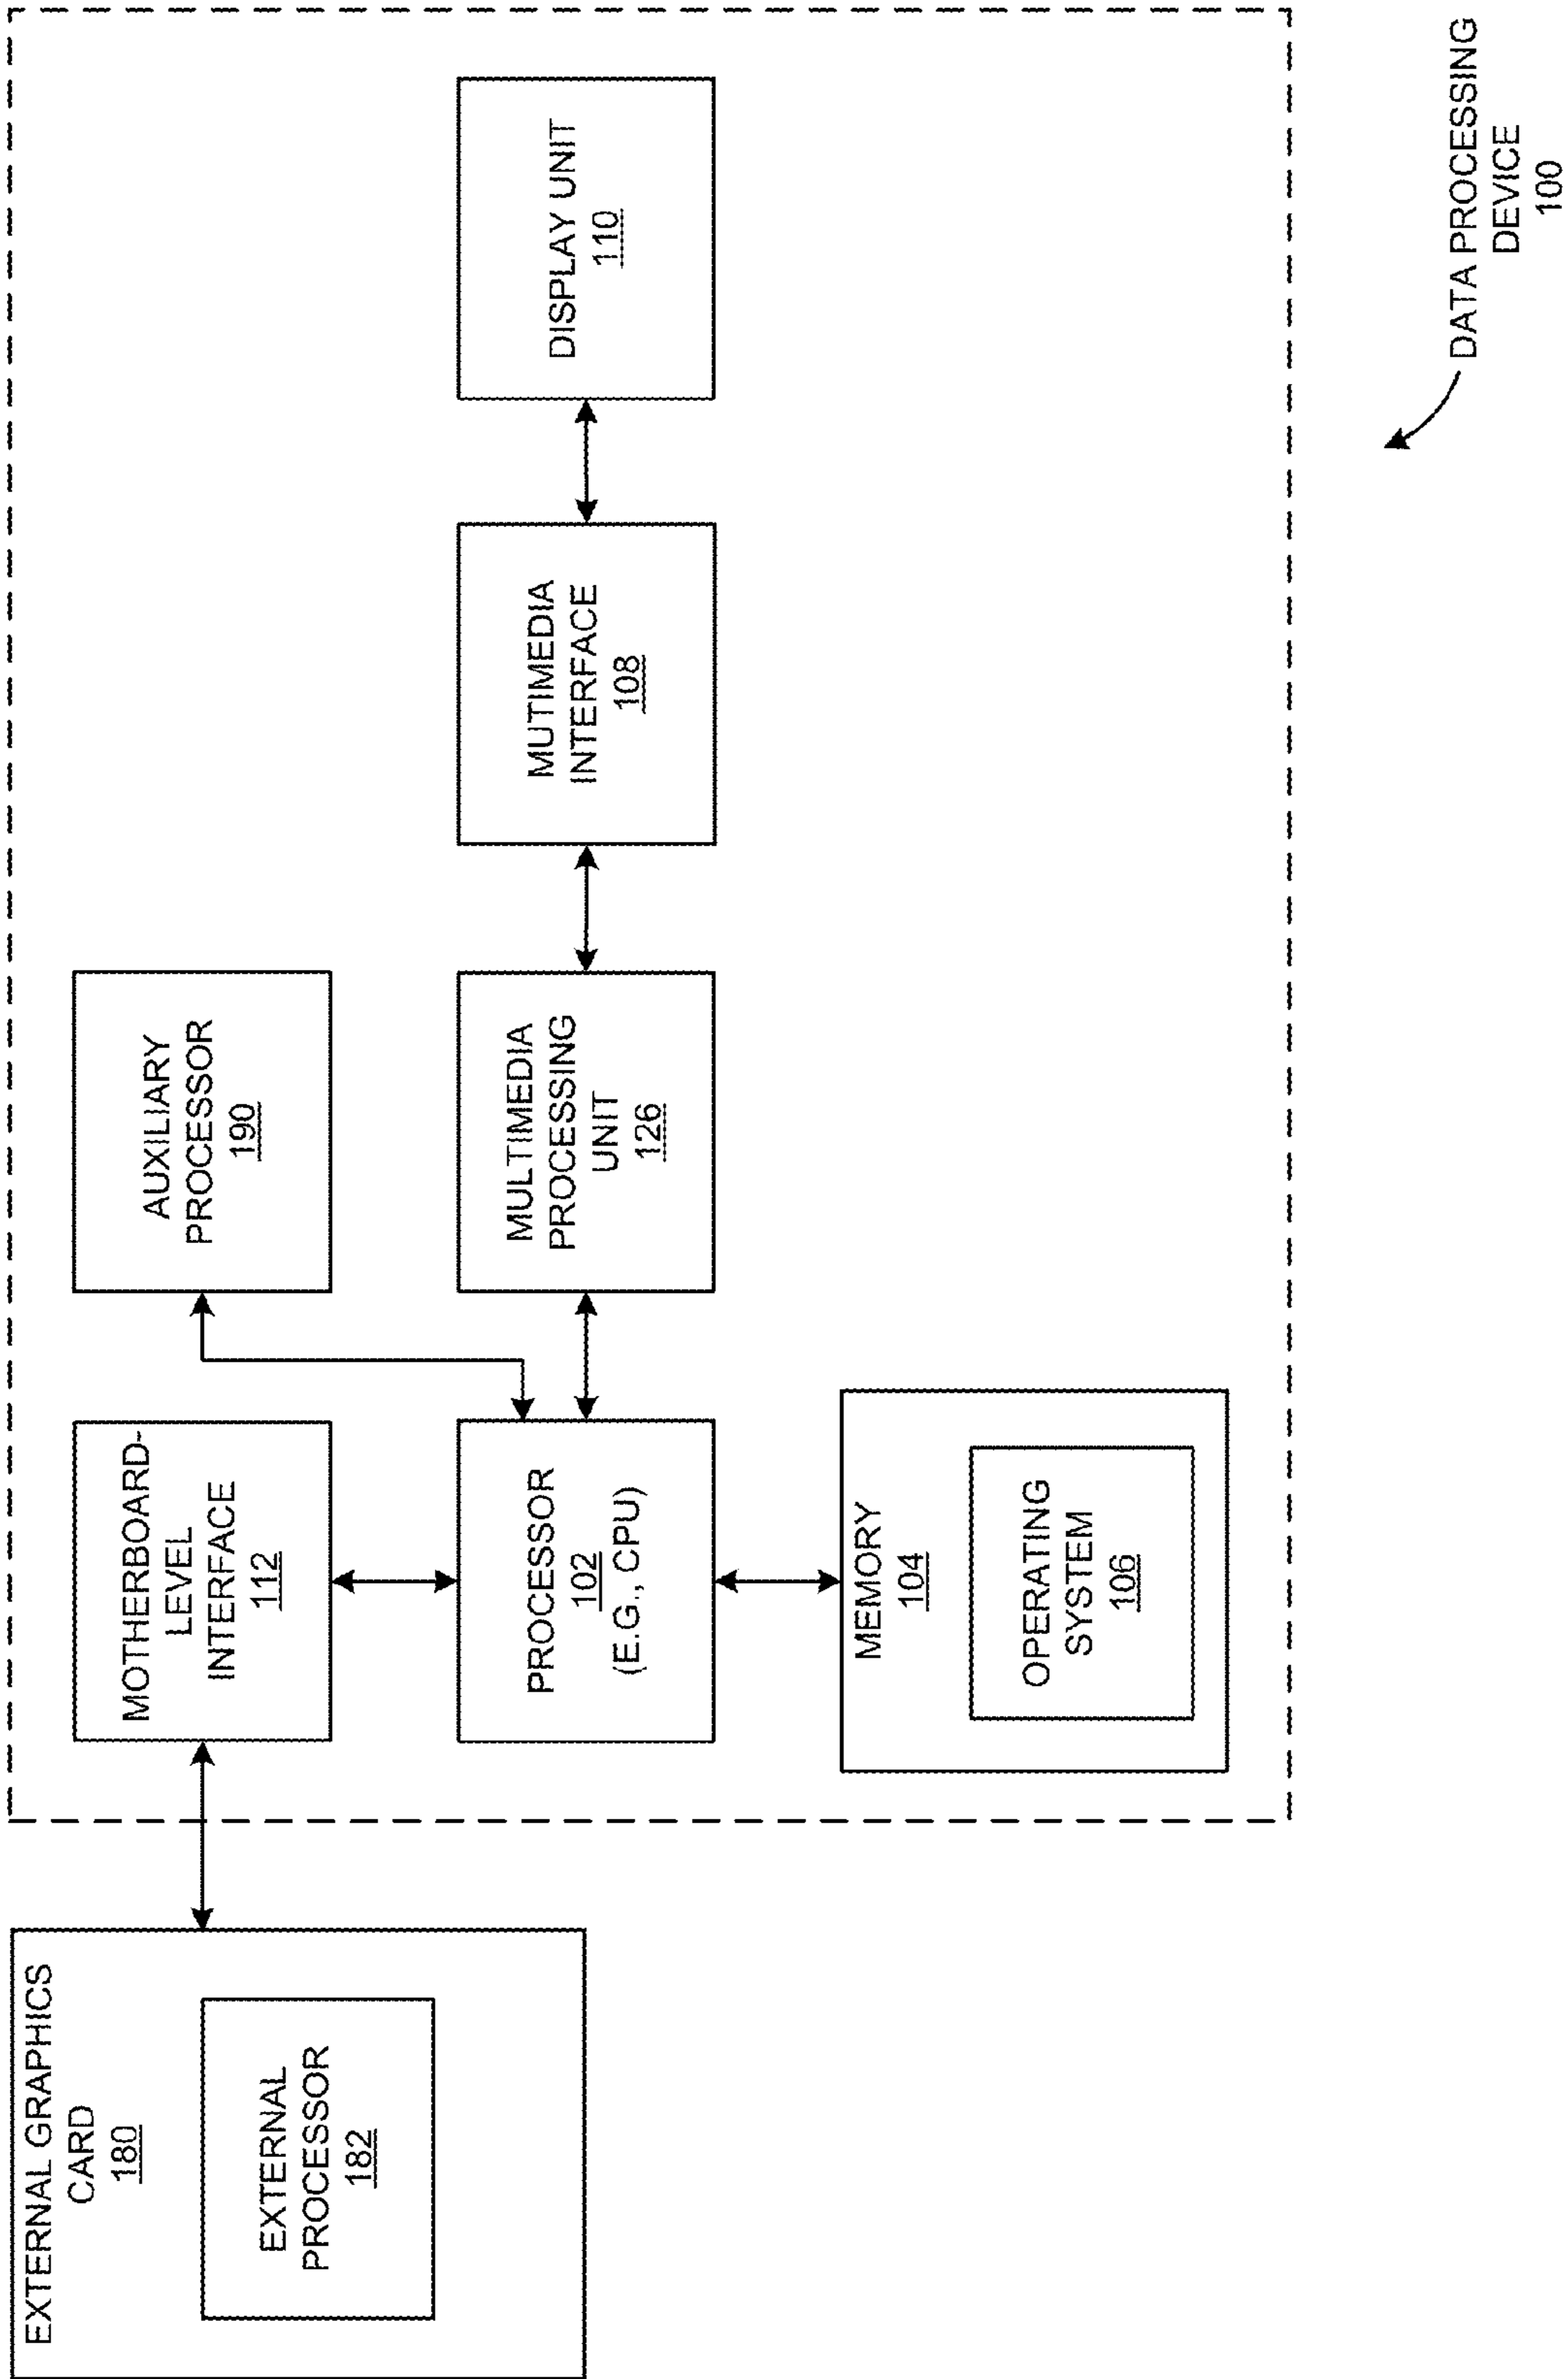 EXTERNAL GRAPHICS
CARD
180
EXTERNAL
PROCESSOR
182
MOTHERBOARD-
LEVEL
INTERFACE
112
AUXILIARY
PROCESSOR
190
PROCESSOR
102
(E.G., CPU)
MULTIMEDIA
PROCESSING
UNIT
126
MUTIMEDIA
INTERFACE
108
DISPLAY UNIT
110
MEMORY
104
OPERATING
SYSTEM
106
DATA PROCESSING
DEVICE
100